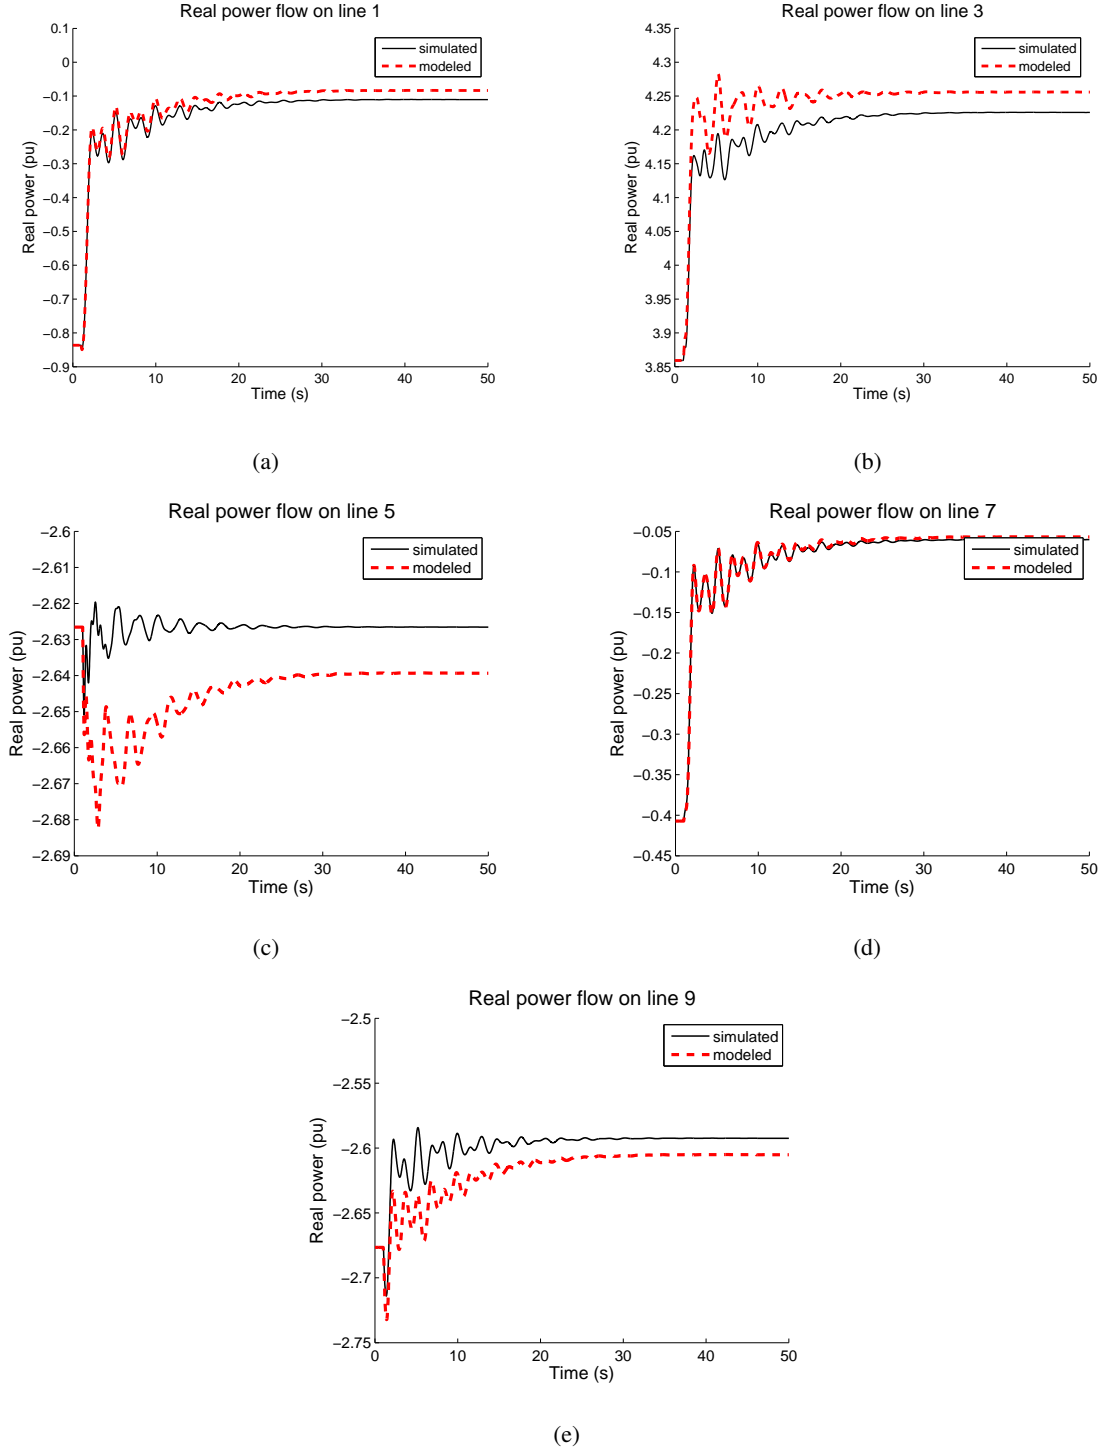 Real power flow on line 1
0.1
0
−0.1
−0.2
−0.3
−0.4
−0.5
−0.6
−0.7
−0.8
−0.9
Real power (pu)
simulated
modeled
0 10 20 30 40 50
Time (s)
(a)
Real power flow on line 3
4.35
4.3
4.25
4.2
4.15
4.1
4.05
4
3.95
3.9
3.85
Real power (pu)
simulated
modeled
0 10 20 30 40 50
Time (s)
(b)
Real power flow on line 5
−2.6
−2.61
−2.62
−2.63
−2.64
−2.65
−2.66
−2.67
−2.68
−2.69
Real power (pu)
simulated
modeled
0 10 20 30 40 50
Time (s)
(c)
Real power flow on line 7
−0.05
−0.1
−0.15
−0.2
−0.25
−0.3
−0.35
−0.4
−0.45
Real power (pu)
simulated
modeled
0 10 20 30 40 50
Time (s)
(d)
Real power flow on line 9
−2.5
−2.55
−2.6
−2.65
−2.7
−2.75
Real power (pu)
simulated
modeled
0 10 20 30 40 50
Time (s)
(e)